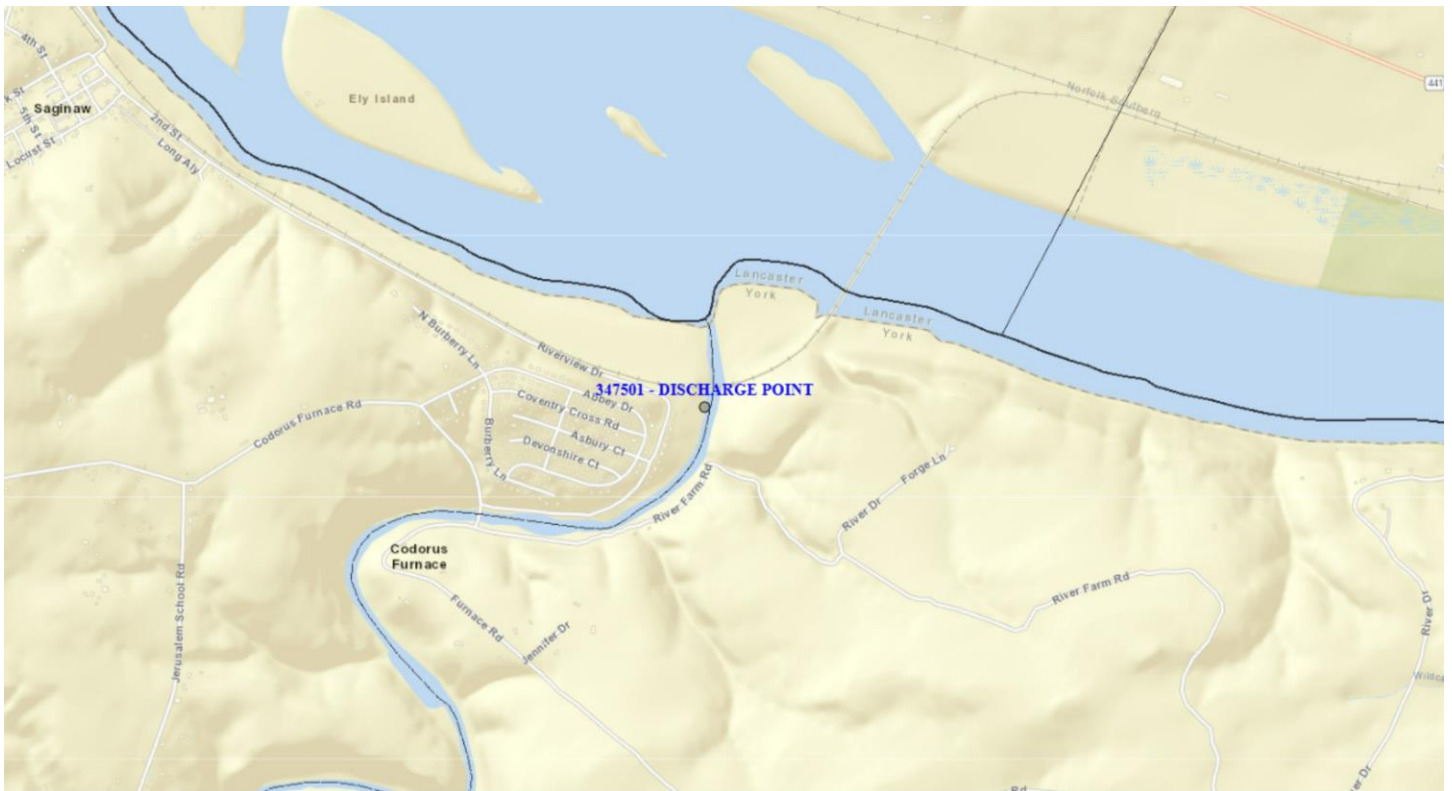 4th St
441
Norfolk Southern
Ely Island
Saginaw
5th St
2nd St
Locust St
Long Aly
Lancaster
York
Lancaster
York
N Burberry Ln
Riverview Dr
347501 - DISCHARGE POINT
Abbey Dr
Coventry Cross Rd
Codorus Furnace Rd
Asbury Ct
Burberry Ln
Devonshire Ct
Forge Ln
River Farm Rd
River Dr
Codorus
Furnace
River Farm Rd
River Dr
Jerusalem School Rd
Furnace Rd
Jennifer Dr
Rd